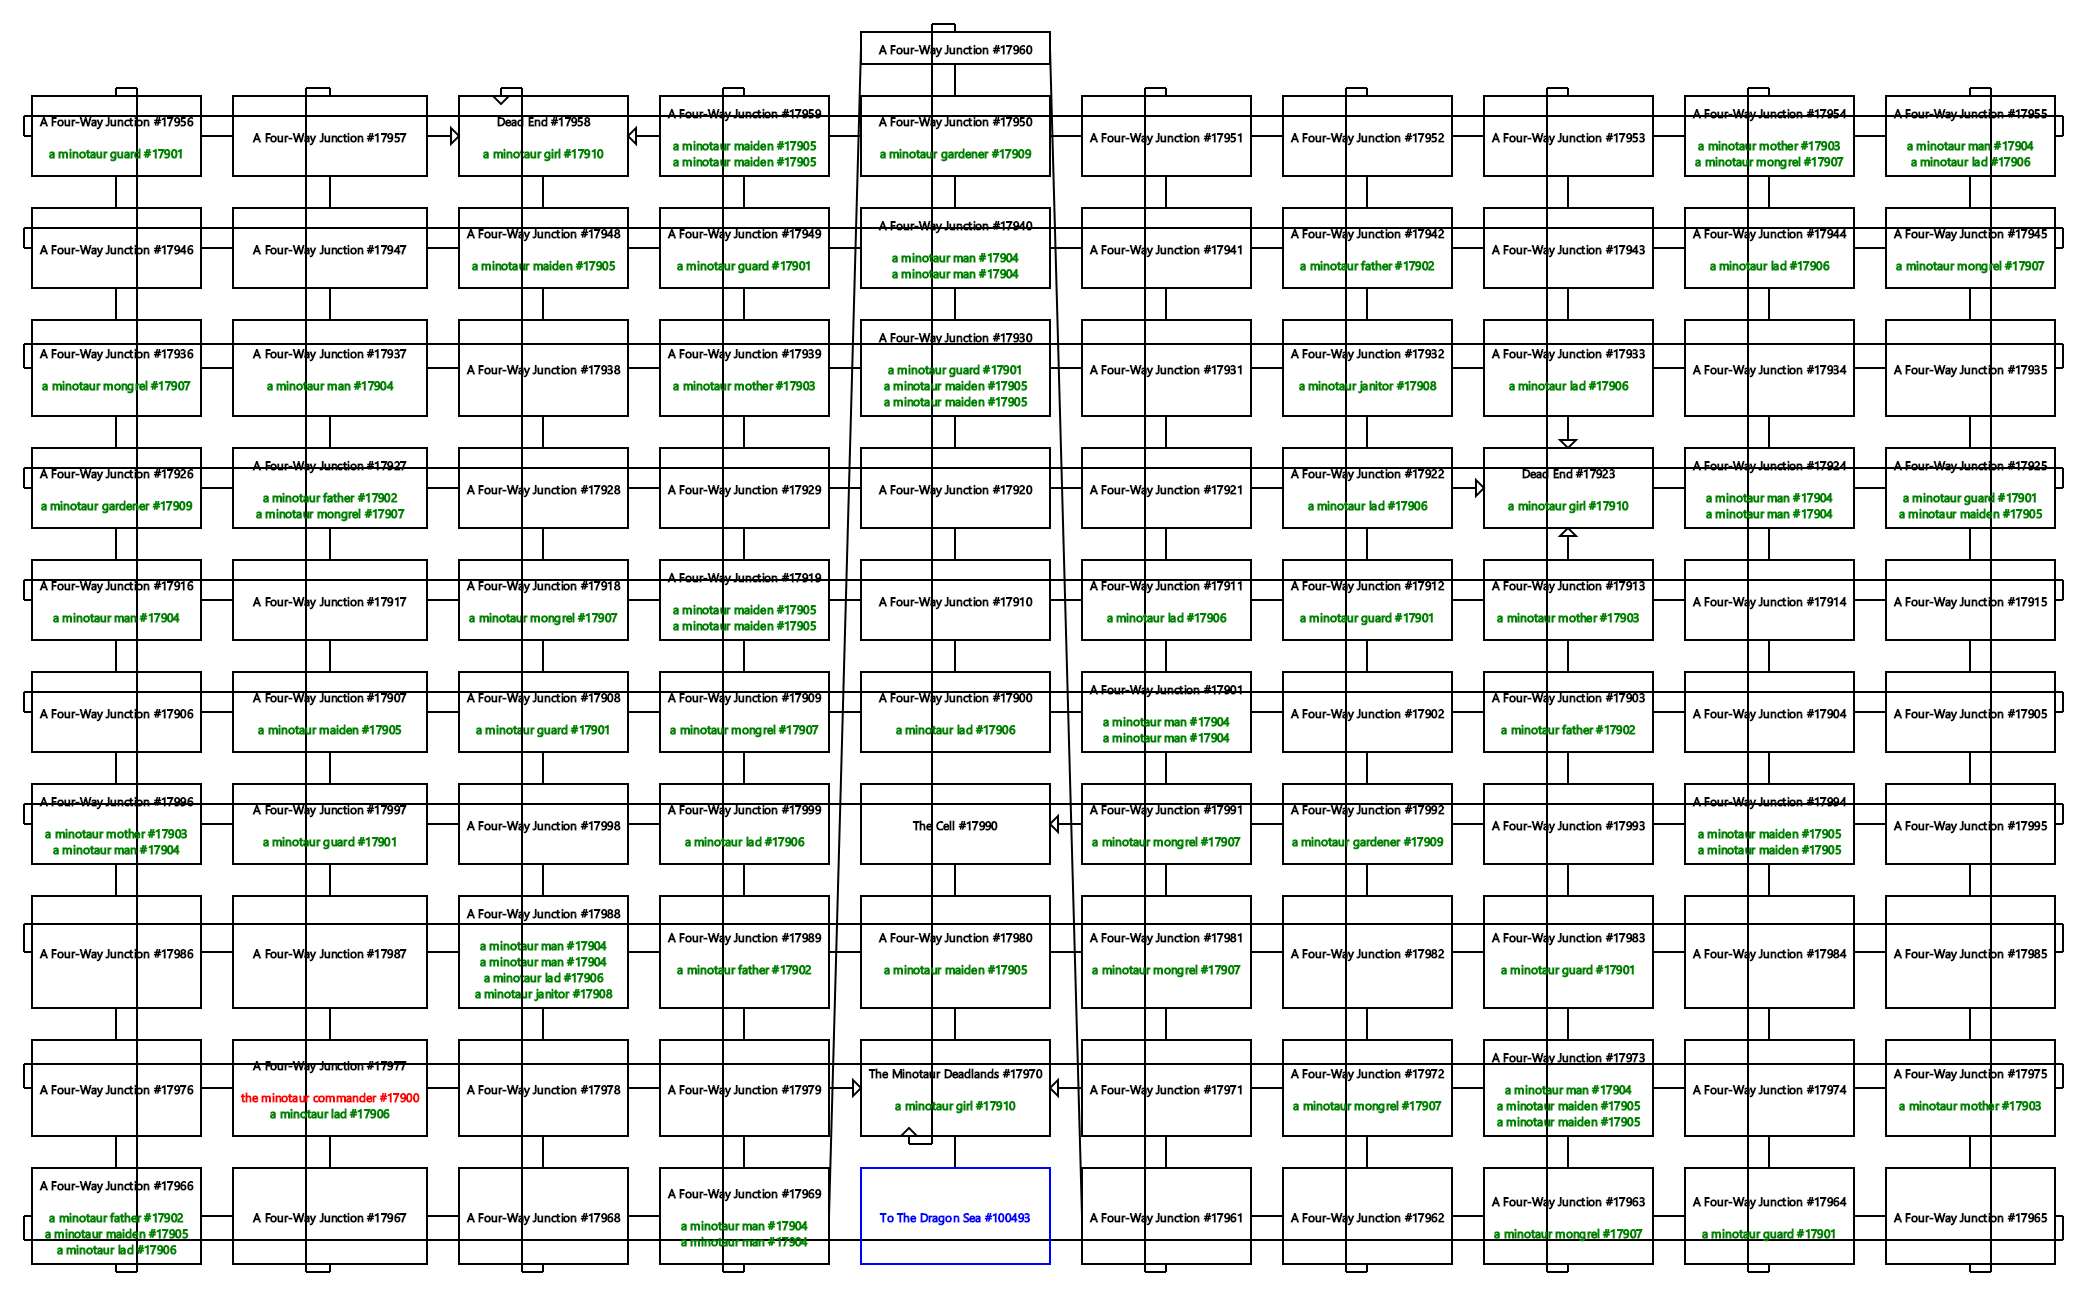 A Four-Way Junction #17960
A Four-Way Junction #17956
a minotaur guard #17901
A Four-Way Junction #17957
Dead End #17958
a minotaur girl #17910
A Four-Way Junction #17959
a minotaur maiden #17905
a minotaur maiden #17905
A Four-Way Junction #17950
a minotaur gardener #17909
A Four-Way Junction #17951
A Four-Way Junction #17952
A Four-Way Junction #17953
A Four-Way Junction #17954
a minotaur mother #17903
a minotaur mongrel #17907
A Four-Way Junction #17955
a minotaur man #17904
a minotaur lad #17906
A Four-Way Junction #17946
A Four-Way Junction #17947
A Four-Way Junction #17948
a minotaur maiden #17905
A Four-Way Junction #17949
a minotaur guard #17901
A Four-Way Junction #17940
a minotaur man #17904
a minotaur man #17904
A Four-Way Junction #17941
A Four-Way Junction #17942
a minotaur father #17902
A Four-Way Junction #17943
A Four-Way Junction #17944
a minotaur lad #17906
A Four-Way Junction #17945
a minotaur mongrel #17907
A Four-Way Junction #17936
a minotaur mongrel #17907
A Four-Way Junction #17937
a minotaur man #17904
A Four-Way Junction #17938
A Four-Way Junction #17939
a minotaur mother #17903
A Four-Way Junction #17930
a minotaur guard #17901
a minotaur maiden #17905
a minotaur maiden #17905
A Four-Way Junction #17931
A Four-Way Junction #17932
a minotaur janitor #17908
A Four-Way Junction #17933
a minotaur lad #17906
A Four-Way Junction #17934
A Four-Way Junction #17935
A Four-Way Junction #17926
a minotaur gardener #17909
A Four-Way Junction #17927
a minotaur father #17902
a minotaur mongrel #17907
A Four-Way Junction #17928
A Four-Way Junction #17929
A Four-Way Junction #17920
A Four-Way Junction #17921
A Four-Way Junction #17922
a minotaur lad #17906
Dead End #17923
a minotaur girl #17910
A Four-Way Junction #17924
a minotaur man #17904
a minotaur man #17904
A Four-Way Junction #17925
a minotaur guard #17901
a minotaur maiden #17905
A Four-Way Junction #17916
a minotaur man #17904
A Four-Way Junction #17917
A Four-Way Junction #17918
a minotaur mongrel #17907
A Four-Way Junction #17919
a minotaur maiden #17905
a minotaur maiden #17905
A Four-Way Junction #17910
A Four-Way Junction #17911
a minotaur lad #17906
A Four-Way Junction #17912
a minotaur guard #17901
A Four-Way Junction #17913
a minotaur mother #17903
A Four-Way Junction #17914
A Four-Way Junction #17915
A Four-Way Junction #17906
A Four-Way Junction #17907
a minotaur maiden #17905
A Four-Way Junction #17908
a minotaur guard #17901
A Four-Way Junction #17909
a minotaur mongrel #17907
A Four-Way Junction #17900
a minotaur lad #17906
A Four-Way Junction #17901
a minotaur man #17904
a minotaur man #17904
A Four-Way Junction #17902
A Four-Way Junction #17903
a minotaur father #17902
A Four-Way Junction #17904
A Four-Way Junction #17905
A Four-Way Junction #17996
a minotaur mother #17903
a minotaur man #17904
A Four-Way Junction #17997
a minotaur guard #17901
A Four-Way Junction #17998
A Four-Way Junction #17999
a minotaur lad #17906
The Cell #17990
A Four-Way Junction #17991
a minotaur mongrel #17907
A Four-Way Junction #17992
a minotaur gardener #17909
A Four-Way Junction #17993
A Four-Way Junction #17994
a minotaur maiden #17905
a minotaur maiden #17905
A Four-Way Junction #17995
A Four-Way Junction #17986
A Four-Way Junction #17987
A Four-Way Junction #17988
a minotaur man #17904
a minotaur man #17904
a minotaur lad #17906
a minotaur janitor #17908
A Four-Way Junction #17989
a minotaur father #17902
A Four-Way Junction #17980
a minotaur maiden #17905
A Four-Way Junction #17981
a minotaur mongrel #17907
A Four-Way Junction #17982
A Four-Way Junction #17983
a minotaur guard #17901
A Four-Way Junction #17984
A Four-Way Junction #17985
A Four-Way Junction #17976
A Four-Way Junction #17977
the minotaur commander #17900
a minotaur lad #17906
A Four-Way Junction #17978
A Four-Way Junction #17979
The Minotaur Deadlands #17970
a minotaur girl #17910
A Four-Way Junction #17971
A Four-Way Junction #17972
a minotaur mongrel #17907
A Four-Way Junction #17973
a minotaur man #17904
a minotaur maiden #17905
a minotaur maiden #17905
A Four-Way Junction #17974
A Four-Way Junction #17975
a minotaur mother #17903
A Four-Way Junction #17966
a minotaur father #17902
a minotaur maiden #17905
a minotaur lad #17906
A Four-Way Junction #17967
A Four-Way Junction #17968
A Four-Way Junction #17969
a minotaur man #17904
a minotaur man #17904
To The Dragon Sea #100493
A Four-Way Junction #17961
A Four-Way Junction #17962
A Four-Way Junction #17963
a minotaur mongrel #17907
A Four-Way Junction #17964
a minotaur guard #17901
A Four-Way Junction #17965